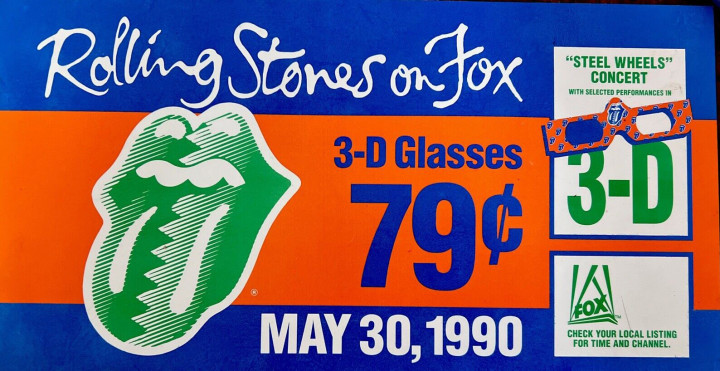 Rolling Stones on Fox
3-D Glasses
79¢
MAY 30, 1990
"STEEL WHEELS"
CONCERT
WITH SELECTED PERFORMANCES IN
3-D
FOX
CHECK YOUR LOCAL LISTING
FOR TIME AND CHANNEL.